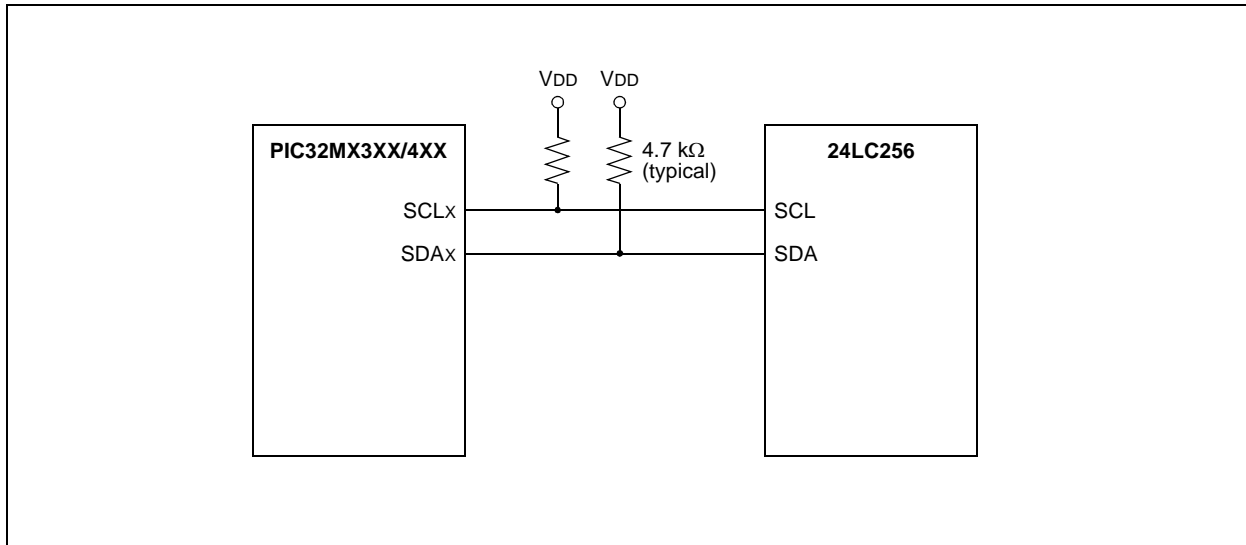 VDD VDD
PIC32MX3XX/4XX
4.7 kΩ
(typical)
24LC256
SCLX
SCL
SDAX
SDA